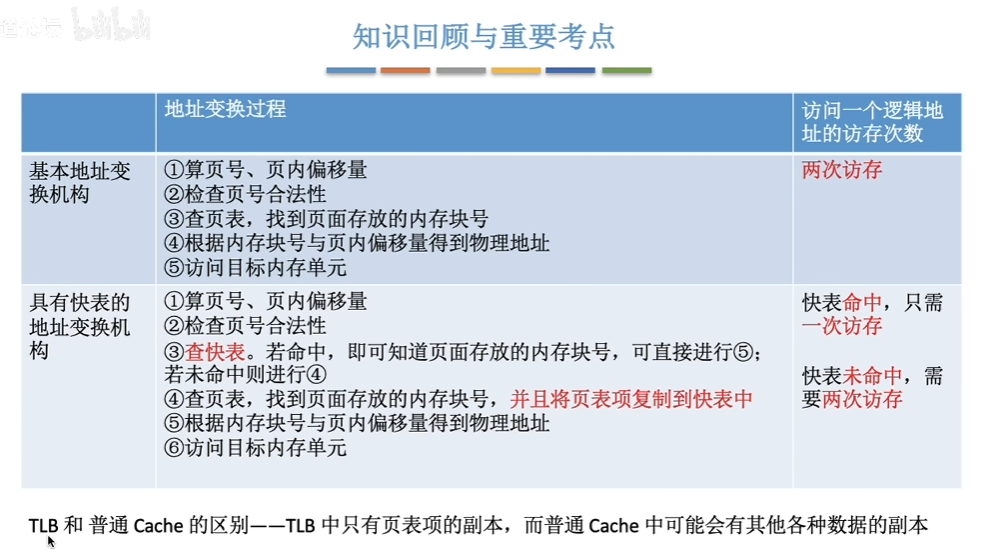 bilibili
知识回顾与重要考点
地址变换过程
访问一个逻辑地
址的访存次数
基本地址变
换机构
①算页号、页内偏移量
②检查页号合法性
③查页表，找到页面存放的内存块号
④根据内存块号与页内偏移量得到物理地址
⑤访问目标内存单元
两次访存
具有快表的
地址变换机
构
①算页号、页内偏移量
②检查页号合法性
③查快表。若命中，即可知道页面存放的内存块号，可直接进行⑤；
若未命中则进行④
④查页表，找到页面存放的内存块号，并且将页表项复制到快表中
⑤根据内存块号与页内偏移量得到物理地址
⑥访问目标内存单元
快表命中，只需
一次访存
快表未命中，需
要两次访存
TLB 和 普通 Cache 的区别——TLB 中只有页表项的副本，而普通 Cache 中可能会有其他各种数据的副本